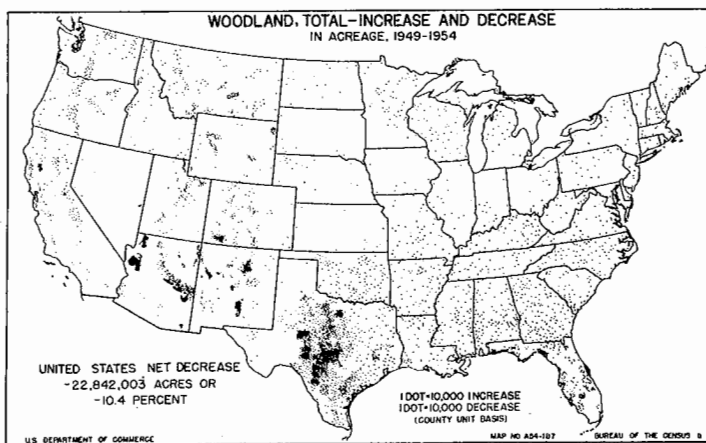 WOODLAND, TOTAL-INCREASE AND DECREASE
IN ACREAGE, 1949-1954
UNITED STATES NET DECREASE
-22,842,003 ACRES OR
-10.4 PERCENT
1 DOT=10,000 INCREASE
1 DOT=10,000 DECREASE
(COUNTY UNIT BASIS)
U.S. DEPARTMENT OF COMMERCE
MAP NO. A54-187
BUREAU OF THE CENSUS